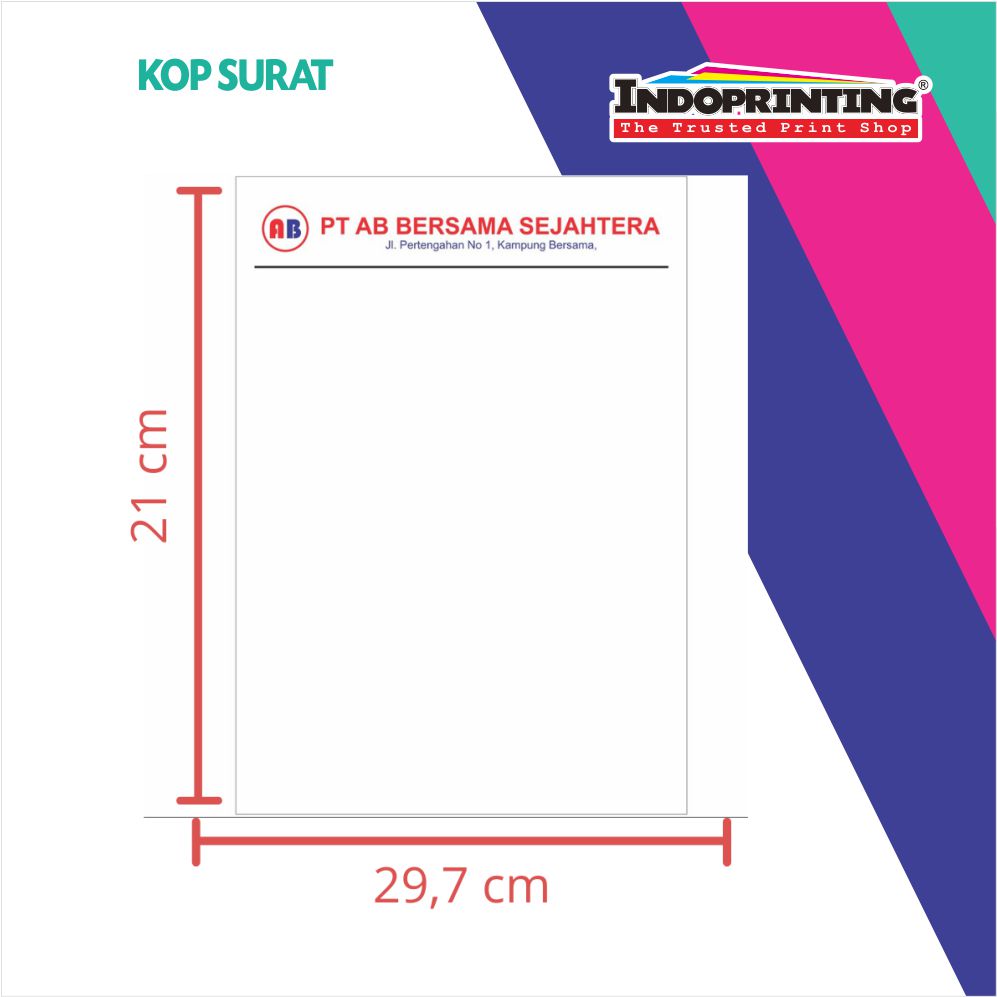 KOP SURAT
INDOPRINTING®
The Trusted Print Shop
AB PT AB BERSAMA SEJAHTERA
Jl. Pertengahan No 1, Kampung Bersama,
21 cm
29,7 cm